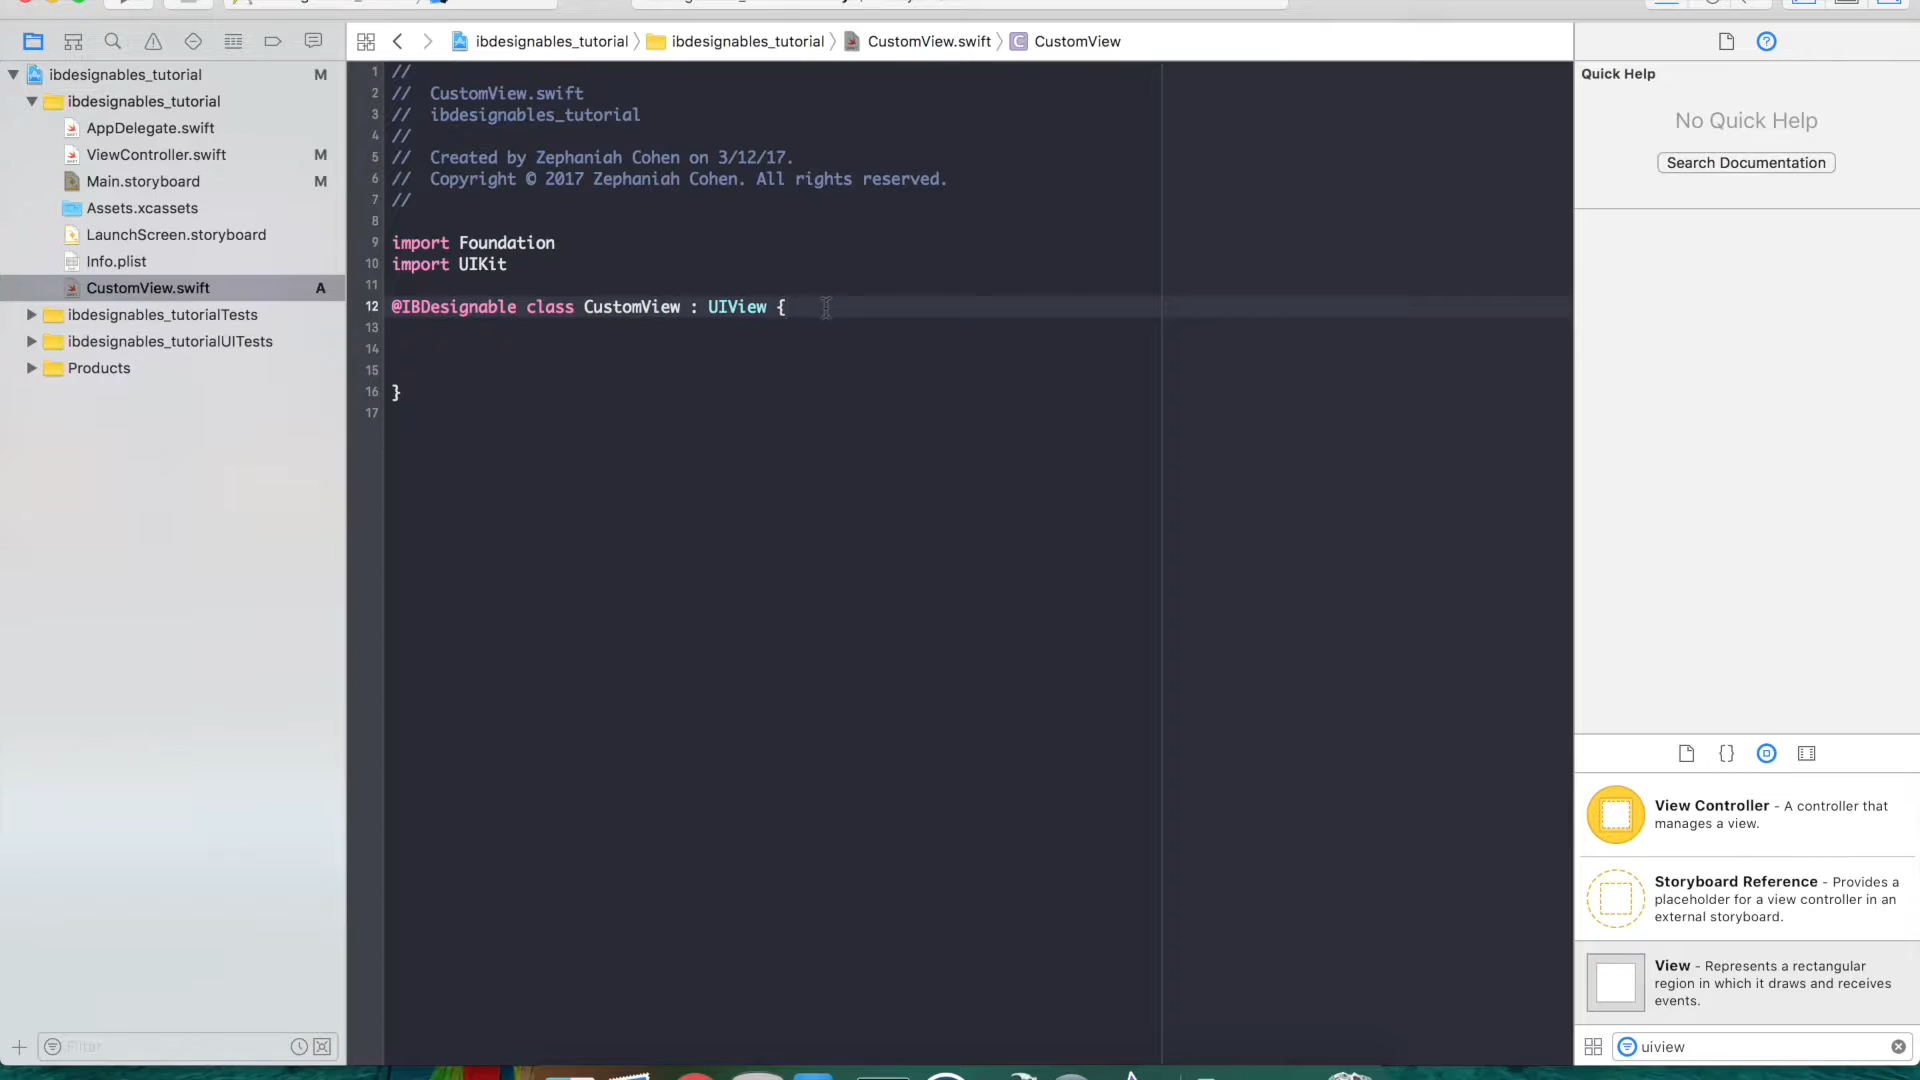 ibdesignables_tutorial
ibdesignables_tutorial
CustomView.swift
CustomView
ibdesignables_tutorial M
ibdesignables_tutorial
AppDelegate.swift
ViewController.swift M
Main.storyboard M
Assets.xcassets
LaunchScreen.storyboard
Info.plist
CustomView.swift A
ibdesignables_tutorialTests
ibdesignables_tutorialUITests
Products
Filter
1 //
2 //  CustomView.swift
3 //  ibdesignables_tutorial
4 //
5 //  Created by Zephaniah Cohen on 3/12/17.
6 //  Copyright © 2017 Zephaniah Cohen. All rights reserved.
7 //
8
9 import Foundation
10 import UIKit
11
12 @IBDesignable class CustomView : UIView {
13
14
15
16 }
17
Quick Help
No Quick Help
Search Documentation
View Controller - A controller that
manages a view.
Storyboard Reference - Provides a
placeholder for a view controller in an
external storyboard.
View - Represents a rectangular
region in which it draws and receives
events.
uiview